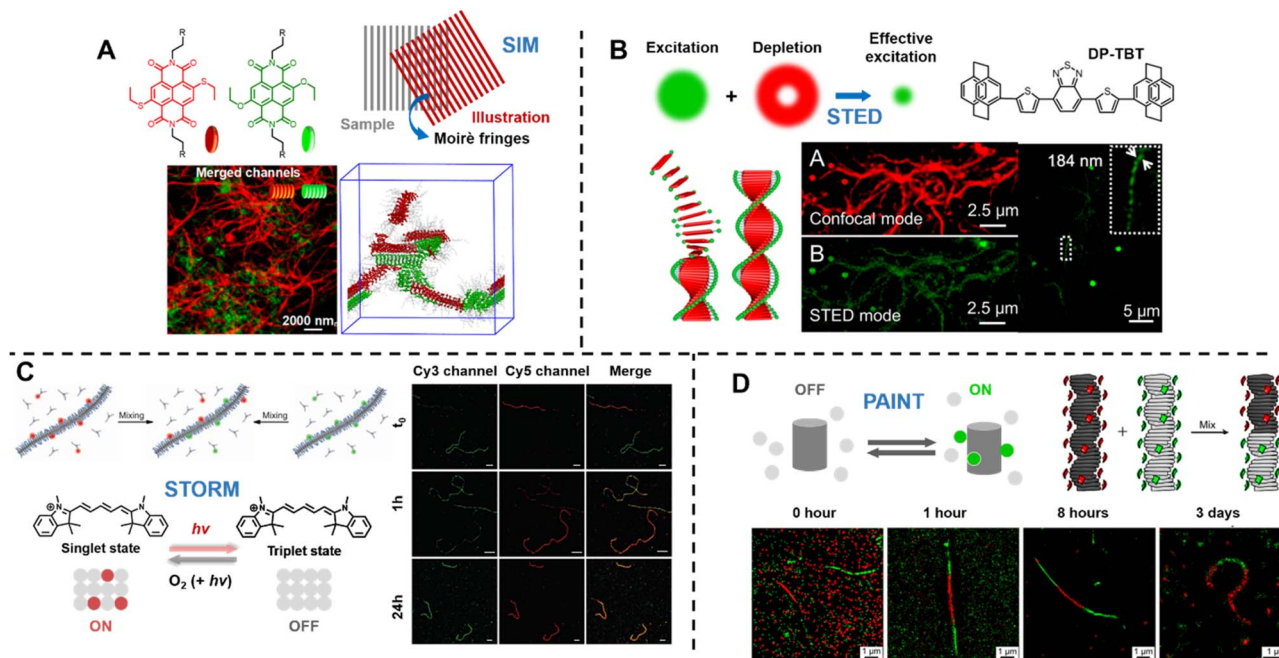 A
SIM
R
N
O
O
S
S
O
O
N
R
R
N
O
O
O
O
O
O
N
R
Sample
Illustration
Moirè fringes
Merged channels
2000 nm
B
Excitation
Depletion
Effective
excitation
+
STED
DP-TBT
S
N
N
S
S
A
Confocal mode
2.5 µm
B
STED mode
2.5 µm
184 nm
5 µm
C
Mixing
Mixing
STORM
N
⊕
N
N
⊕
N
Singlet state
hv
Triplet state
O₂ (+ hv)
ON
OFF
Cy3 channel
Cy5 channel
Merge
t₀
1h
24h
D
OFF
PAINT
ON
+
Mix
0 hour
1 hour
8 hours
3 days
1 µm
1 µm
1 µm
1 µm